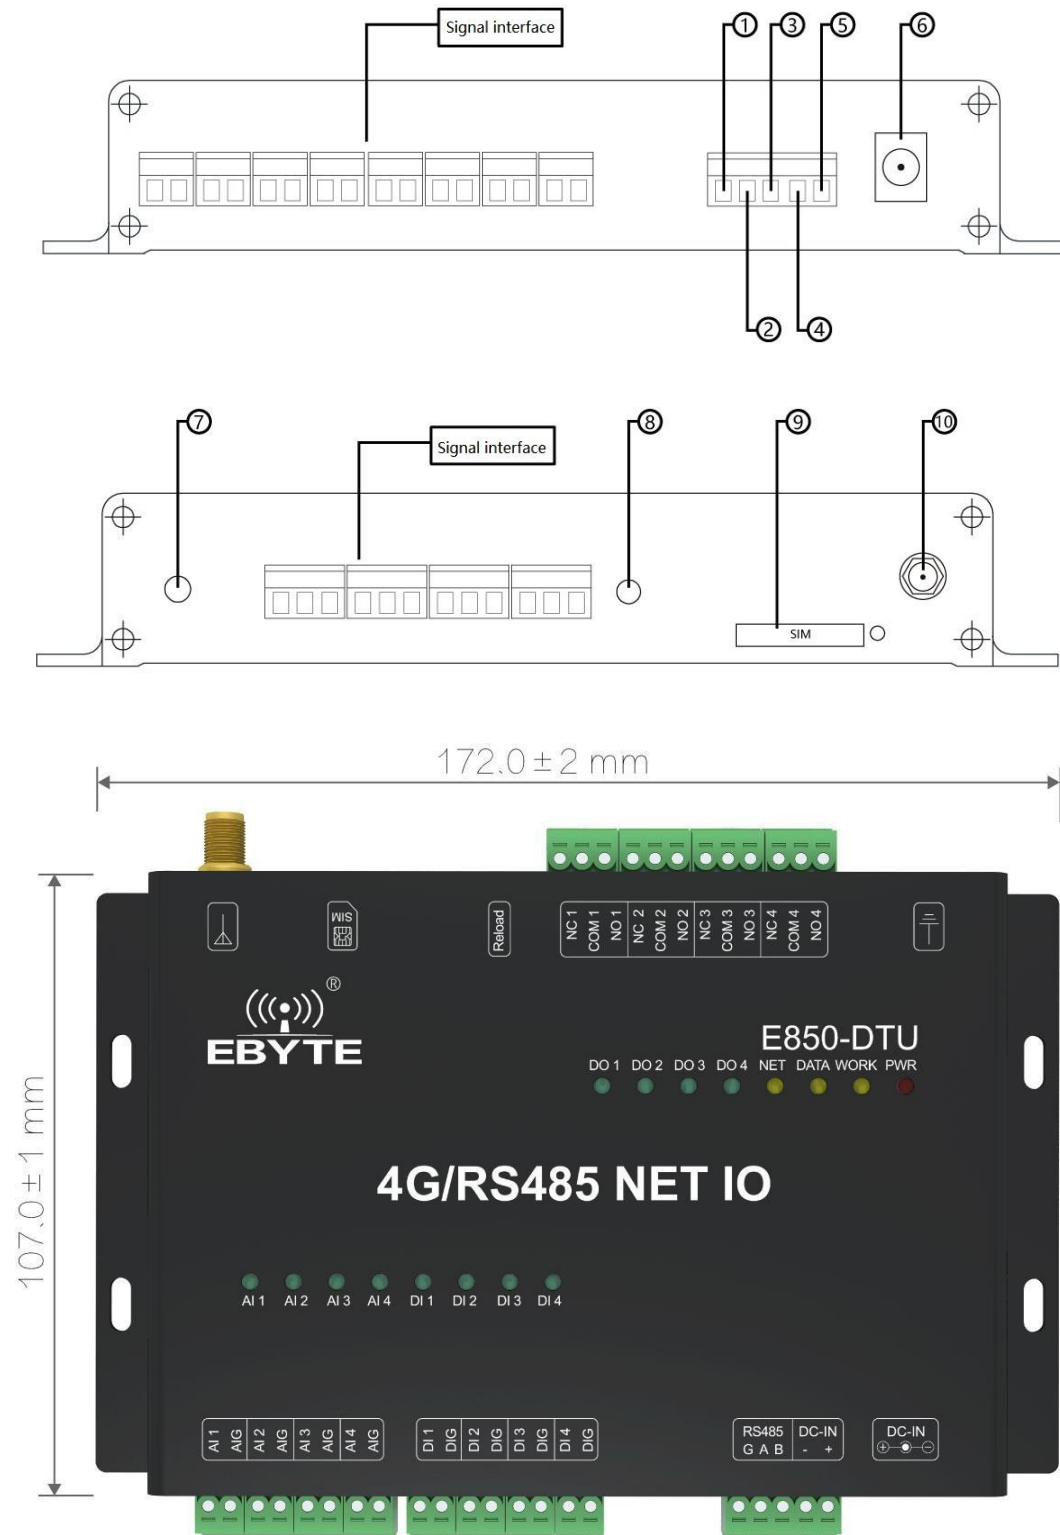 Signal interface
① ③ ⑤ ⑥
② ④
⑦ ⑧ ⑨ ⑩
Signal interface
SIM
172.0±2 mm
107.0±1 mm
SIM
Reload
NC 1 COM 1 NO 1 NC 2 COM 2 NO 2 NC 3 COM 3 NO 3 NC 4 COM 4 NO 4
®
EBYTE
E850-DTU
DO 1 DO 2 DO 3 DO 4 NET DATA WORK PWR
4G/RS485 NET IO
AI 1 AI 2 AI 3 AI 4 DI 1 DI 2 DI 3 DI 4
AI 1 AIG AI 2 AIG AI 3 AIG AI 4 AIG
DI 1 DIG DI 2 DIG DI 3 DIG DI 4 DIG
RS485 DC-IN
G A B - +
DC-IN